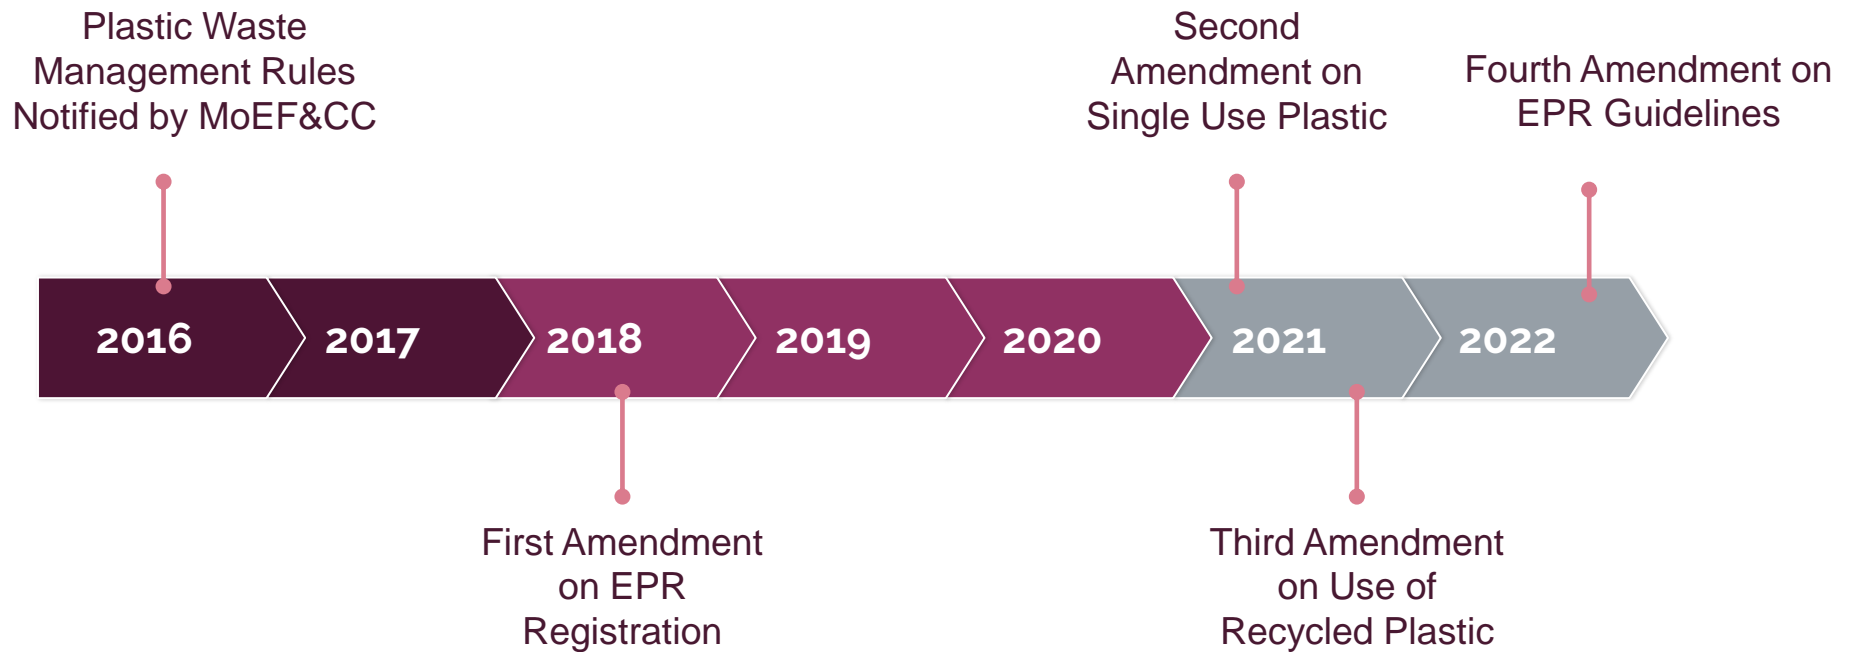 Plastic Waste
Management Rules
Notified by MoEF&CC
Second
Amendment on
Single Use Plastic
Fourth Amendment on
EPR Guidelines
2016
2017
2018
2019
2020
2021
2022
First Amendment
on EPR
Registration
Third Amendment
on Use of
Recycled Plastic